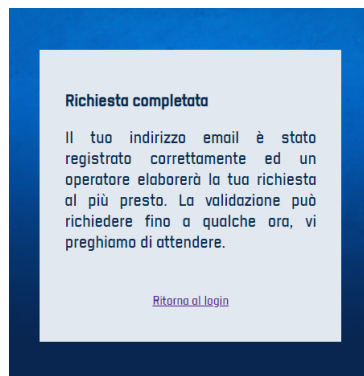 Richiesta completata
Il tuo indirizzo email è stato
registrato correttamente ed un
operatore elaborerà la tua richiesta
al più presto. La validazione può
richiedere fino a qualche ora, vi
preghiamo di attendere.
Ritorna al login